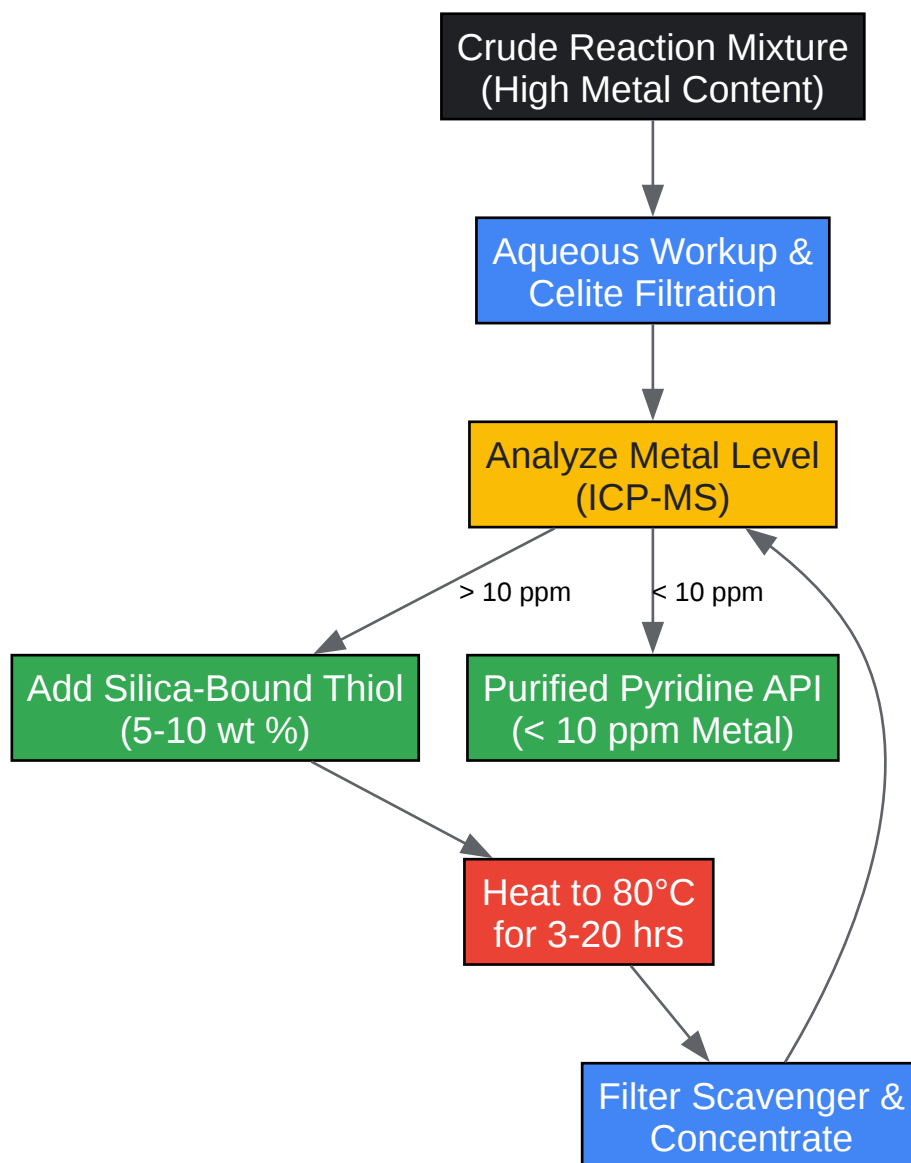 Crude Reaction Mixture
(High Metal Content)
Aqueous Workup &
Celite Filtration
Analyze Metal Level
(ICP-MS)
> 10 ppm
< 10 ppm
Add Silica-Bound Thiol
(5-10 wt %)
Purified Pyridine API
(< 10 ppm Metal)
Heat to 80°C
for 3-20 hrs
Filter Scavenger &
Concentrate